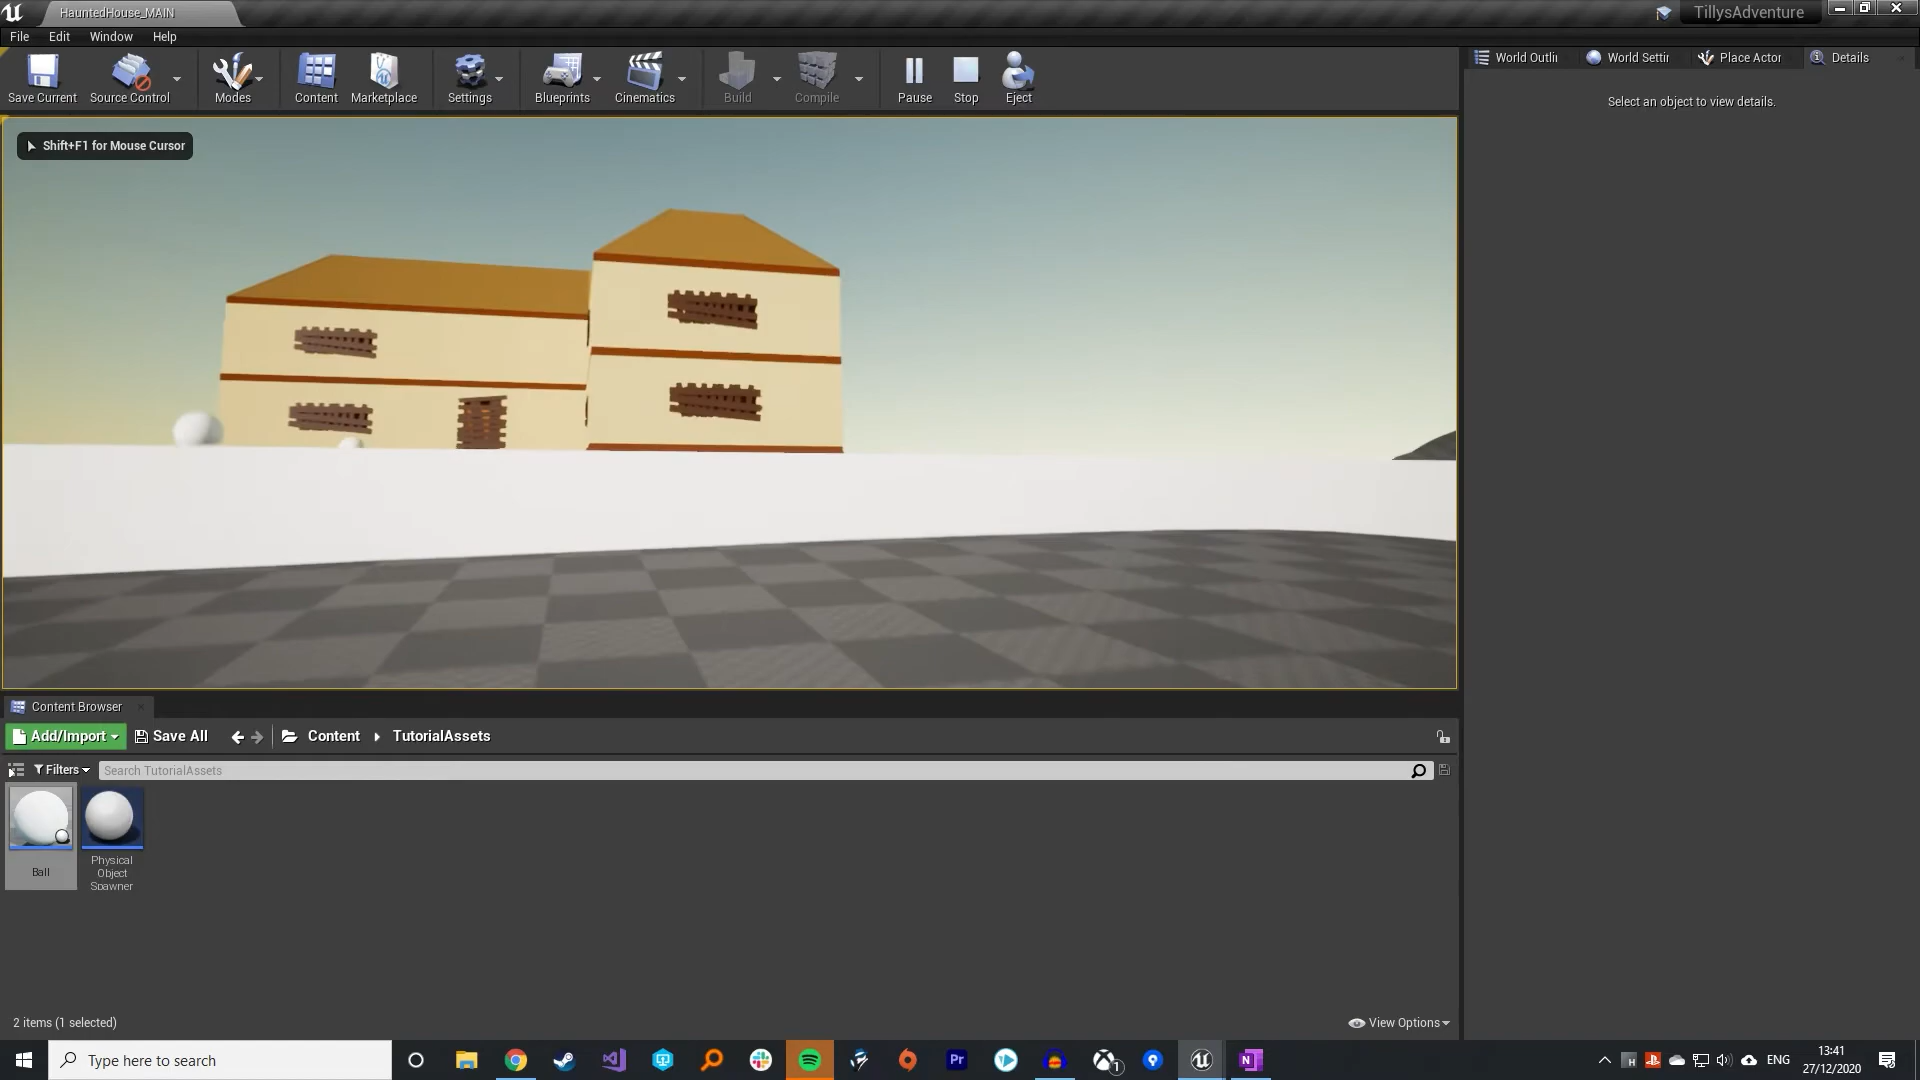 HauntedHouse_MAIN
TillysAdventure
File Edit Window Help
Save Current Source Control Modes Content Marketplace Settings Blueprints Cinematics Build Compile Pause Stop Eject
World Outli World Settir Place Actor Details
Select an object to view details.
Shift+F1 for Mouse Cursor
Content Browser
Add/Import Save All Content TutorialAssets
Filters Search TutorialAssets
Ball
Physical
Object
Spawner
2 items (1 selected)
View Options
Type here to search
Pr
1
N
H
ENG
13:41
27/12/2020